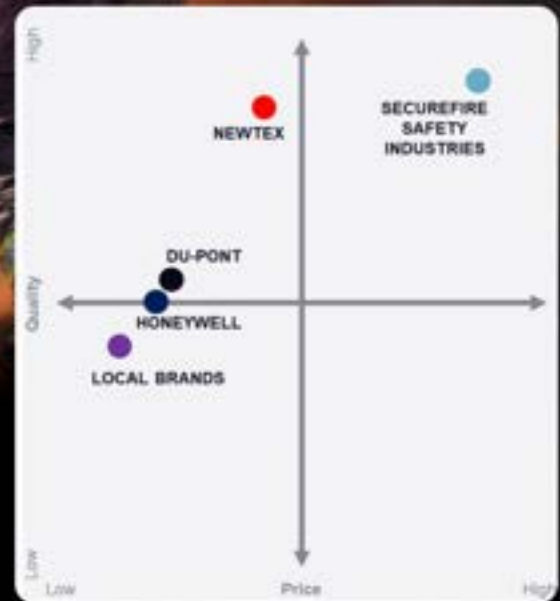 High
SECUREFIRE
SAFETY
INDUSTRIES
NEWTEX
DU-PONT
Quality
HONEYWELL
LOCAL BRANDS
Low
Low
Price
High